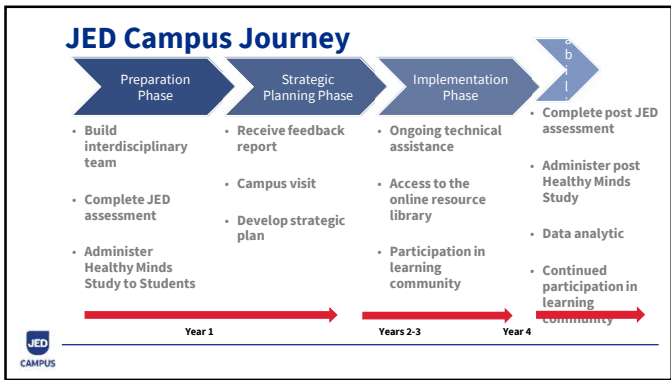 JED Campus Journey
Preparation
Phase
Strategic
Planning Phase
Implementation
Phase
a
b
i
l
• Build
interdisciplinary
team
• Complete JED
assessment
• Administer
Healthy Minds
Study to Students
• Receive feedback
report
• Campus visit
• Develop strategic
plan
• Ongoing technical
assistance
• Access to the
online resource
library
• Participation in
learning
community
• Complete post JED
assessment
• Administer post
Healthy Minds
Study
• Data analytic
• Continued
participation in
learning
community
Year 1
Years 2-3
Year 4
JED
CAMPUS